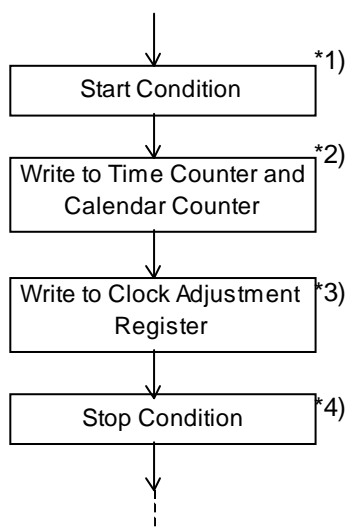 *1)
Start Condition
*2)
Write to Time Counter and
Calendar Counter
Write to Clock Adjustment
*3)
Register
*4)
Stop Condition